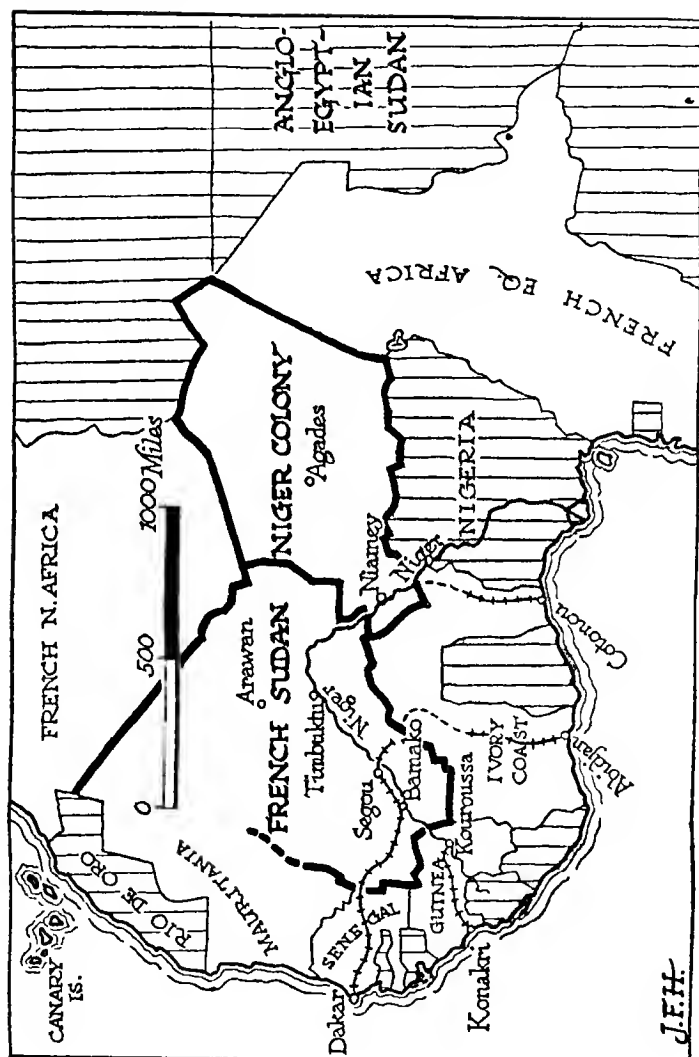 CANARY
IS.
FRENCH N. AFRICA
ANGLO-
EGYPT-
IAN
SUDAN
RIO DE ORO
MAURITANIA
0 500 1000 Miles
Arawan
FRENCH SUDAN
Timbuktu
Niger
NIGER COLONY
Agades
FRENCH EQ. AFRICA
Niamey
Niger
NIGERIA
Dakar
SENEGAL
Segou
Bamako
GUINEA
Kouroussa
Konakri
IVORY
COAST
Abidjan
Cotonou
J.F.H.